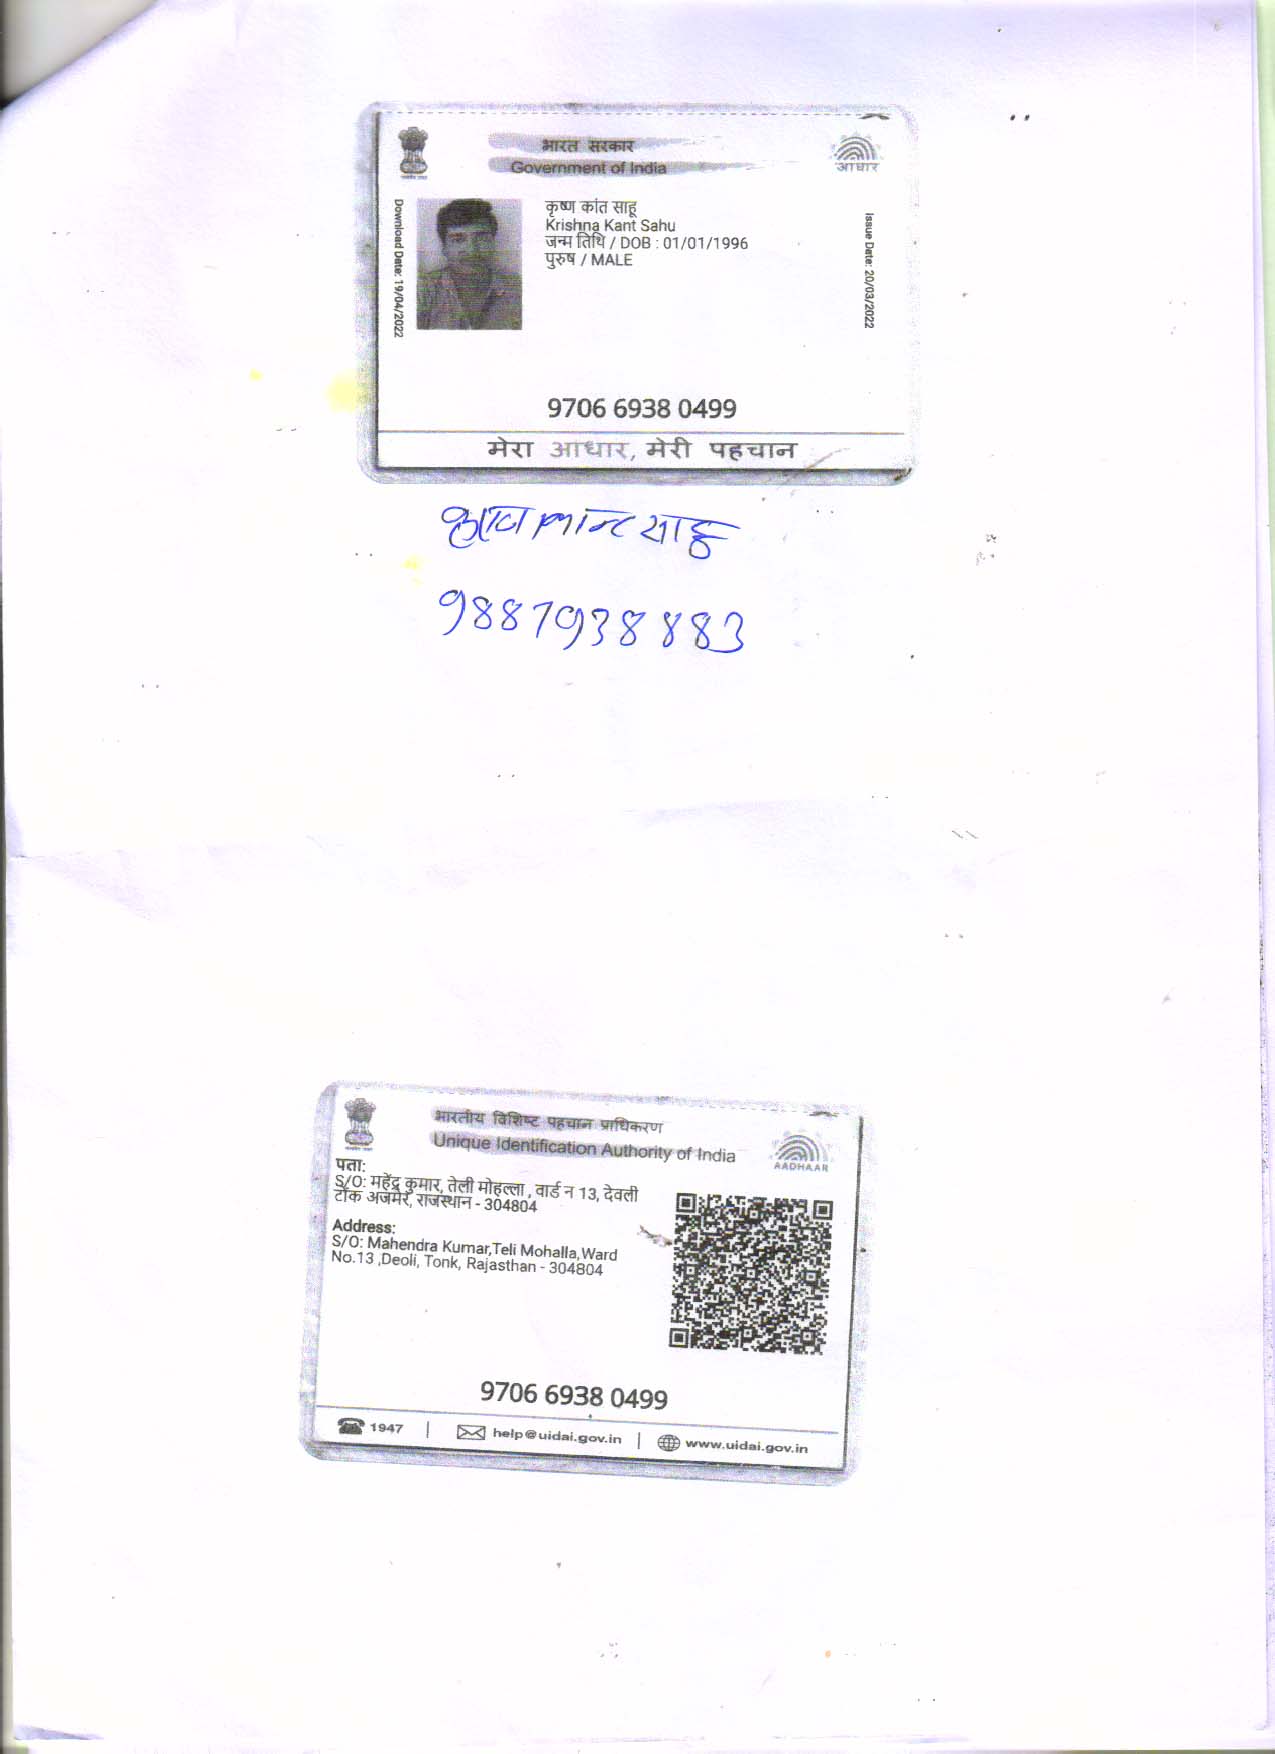 भारत सरकार
Government of India
आधार
Download Date: 19/04/2022
कृष्ण कांत साहू
Krishna Kant Sahu
जन्म तिथि / DOB : 01/01/1996
पुरुष / MALE
Issue Date: 20/03/2022
9706 6938 0499
मेरा आधार, मेरी पहचान
साहू
9887938883
भारतीय विशिष्ट पहचान प्राधिकरण
Unique Identification Authority of India
AADHAAR
पता:
S/O: महेंद्र कुमार, तेली मोहल्ला , वार्ड न 13, देवली
टोंक अजमेर, राजस्थान - 304804
Address:
S/O: Mahendra Kumar,Teli Mohalla,Ward
No.13 ,Deoli, Tonk, Rajasthan - 304804
9706 6938 0499
1947 | help@uidai.gov.in | www.uidai.gov.in